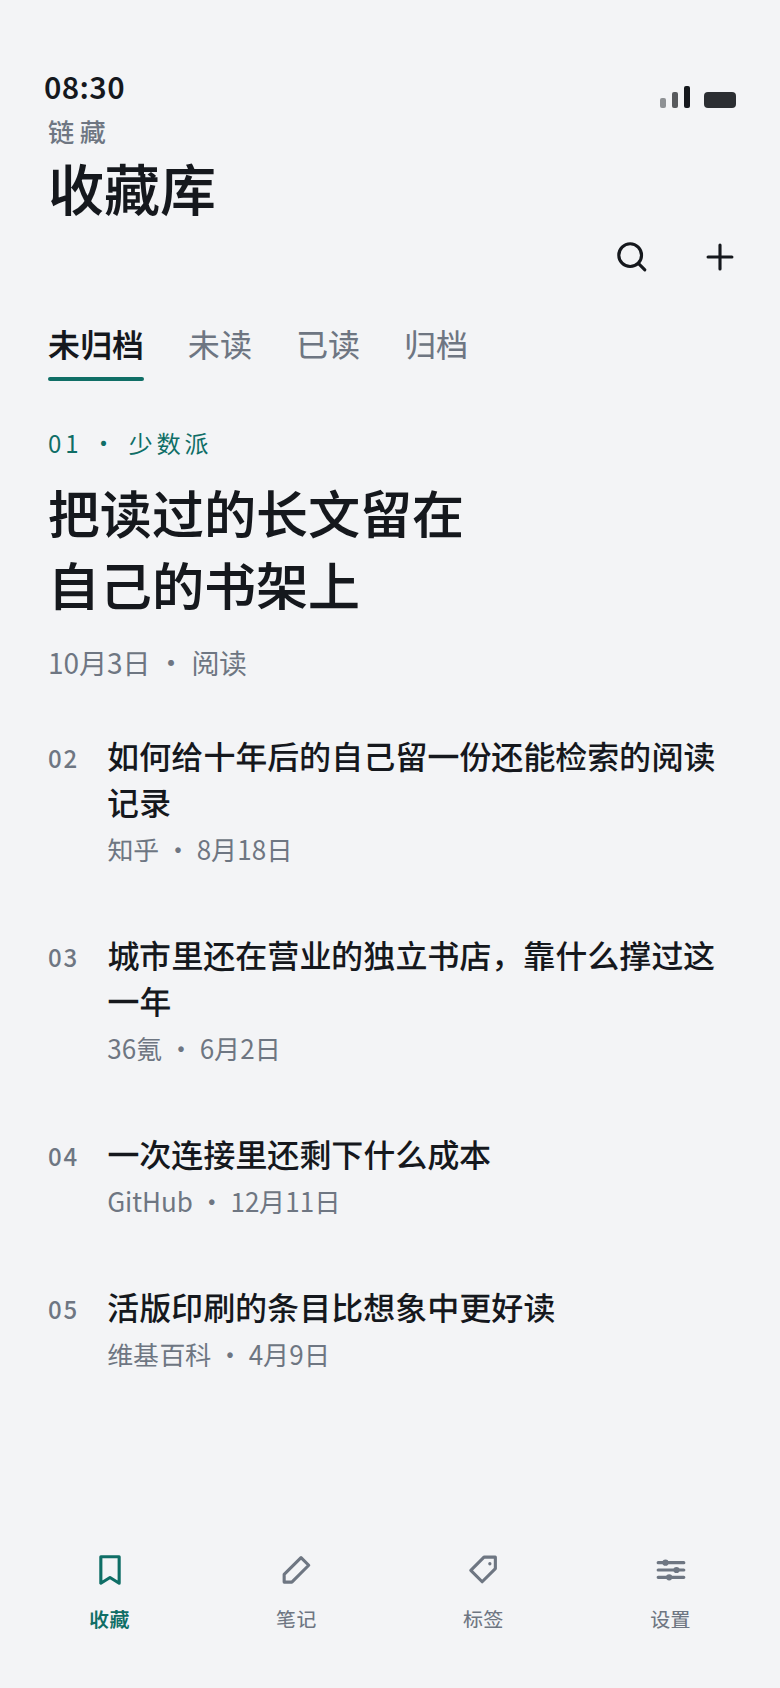 08:30
链藏
收藏库
未归档 未读 已读 归档
01 · 少数派
把读过的长文留在
自己的书架上
10月3日 · 阅读
02 如何给十年后的自己留一份还能检索的阅读
记录
知乎 · 8月18日
03 城市里还在营业的独立书店，靠什么撑过这
一年
36氪 · 6月2日
04 一次连接里还剩下什么成本
GitHub · 12月11日
05 活版印刷的条目比想象中更好读
维基百科 · 4月9日
收藏 笔记 标签 设置